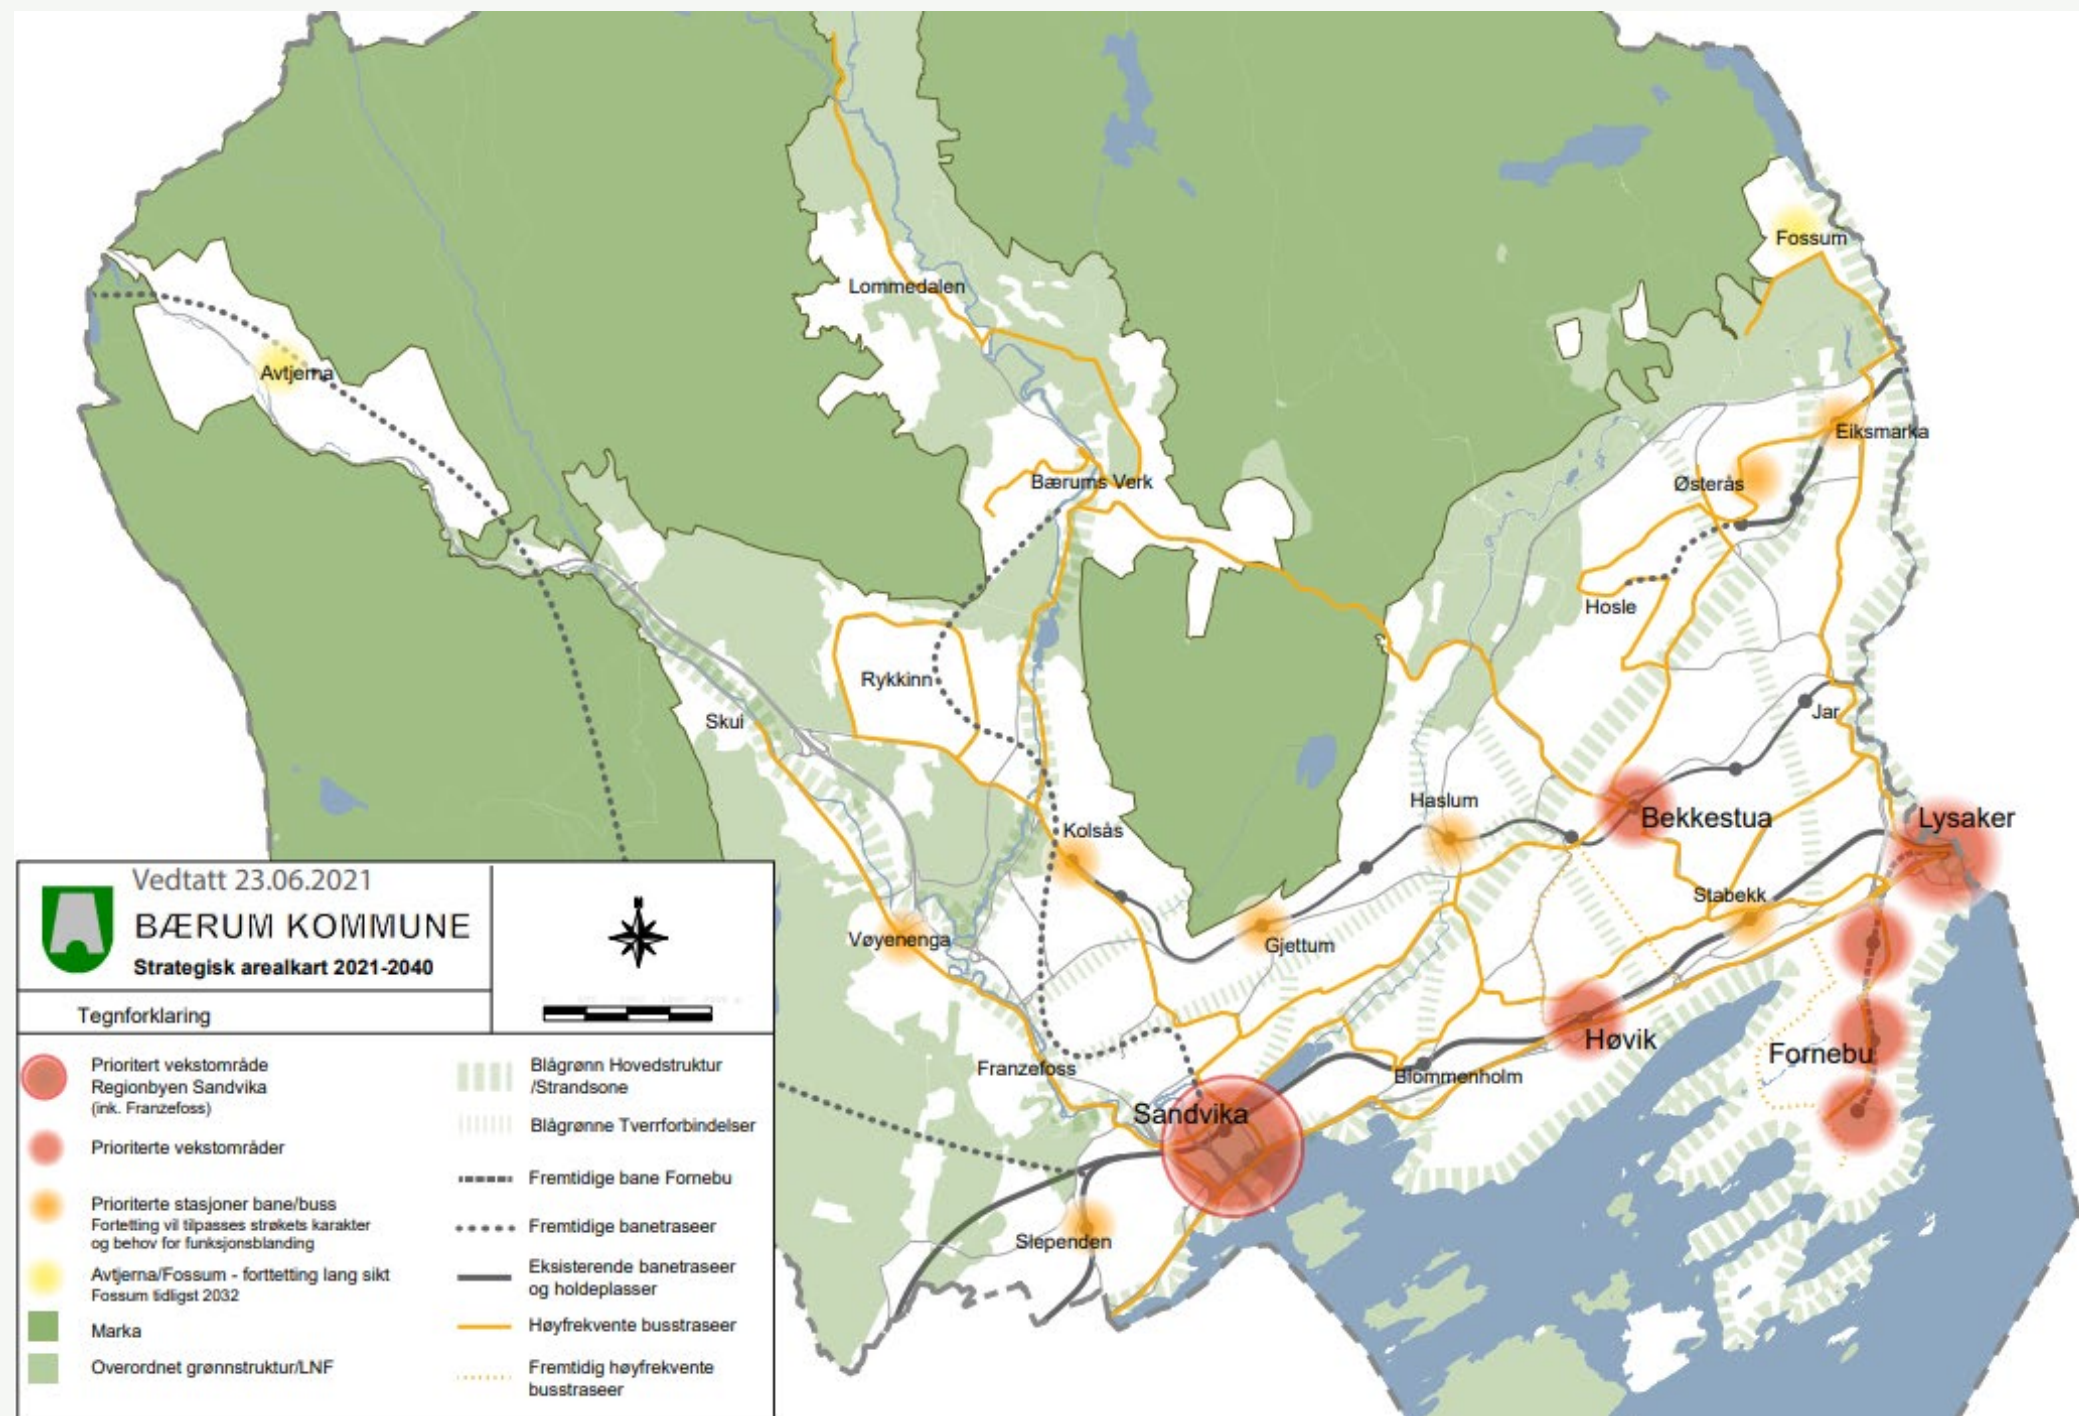 Fossum
Lommedalen
Avtjerna
Eiksmarka
Bærums Verk
Østerås
Hosle
Rykkinn
Skui
Jar
Haslum
Bekkestua
Lysaker
Kolsås
Stabekk
Vøyenenga
Gjettum
Høvik
Fornebu
Franzefoss
Blommenholm
Sandvika
Slependen
Vedtatt 23.06.2021
BÆRUM KOMMUNE
Strategisk arealkart 2021-2040
N
Tegnforklaring
Prioritert vekstområde
Regionbyen Sandvika
(ink. Franzefoss)
Prioriterte vekstområder
Prioriterte stasjoner bane/buss
Fortetting vil tilpasses strøkets karakter
og behov for funksjonsblanding
Avtjerna/Fossum - forttetting lang sikt
Fossum tidligst 2032
Marka
Overordnet grønnstruktur/LNF
Blågrønn Hovedstruktur
/Strandsone
Blågrønne Tverrforbindelser
Fremtidige bane Fornebu
Fremtidige banetraseer
Eksisterende banetraseer
og holdeplasser
Høyfrekvente busstraseer
Fremtidig høyfrekvente
busstraseer